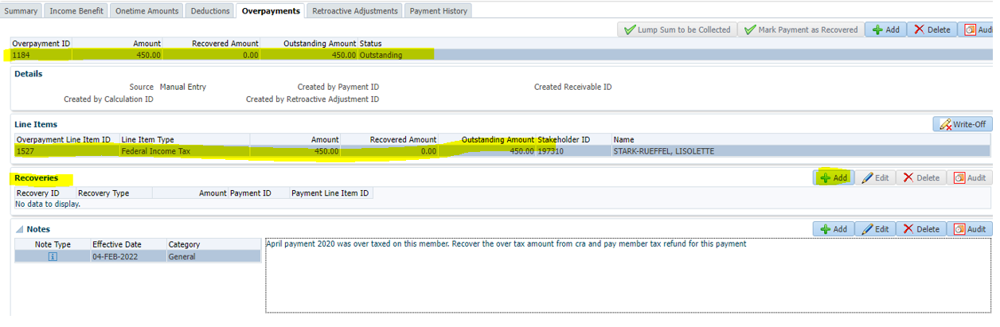 Summary Income Benefit Onetime Amounts Deductions Overpayments Retroactive Adjustments Payment History
Lump Sum to be Collected Mark Payment as Recovered Add Delete Audi
Overpayment ID Amount Recovered Amount Outstanding Amount Status
1184 450.00 0.00 450.00 Outstanding
Details
Source Manual Entry Created by Payment ID Created Receivable ID
Created by Calculation ID Created by Retroactive Adjustment ID
Line Items Write-Off
Overpayment Line Item ID Line Item Type Amount Recovered Amount Outstanding Amount Stakeholder ID Name
1527 Federal Income Tax 450.00 0.00 450.00 197310 STARK-RUEFFEL, LISOLETTE
Recoveries Add Edit Delete Audit
Recovery ID Recovery Type Amount Payment ID Payment Line Item ID
No data to display.
Notes Add Edit Delete Audit
Note Type Effective Date Category April payment 2020 was over taxed on this member. Recover the over tax amount from cra and pay member tax refund for this payment
04-FEB-2022 General